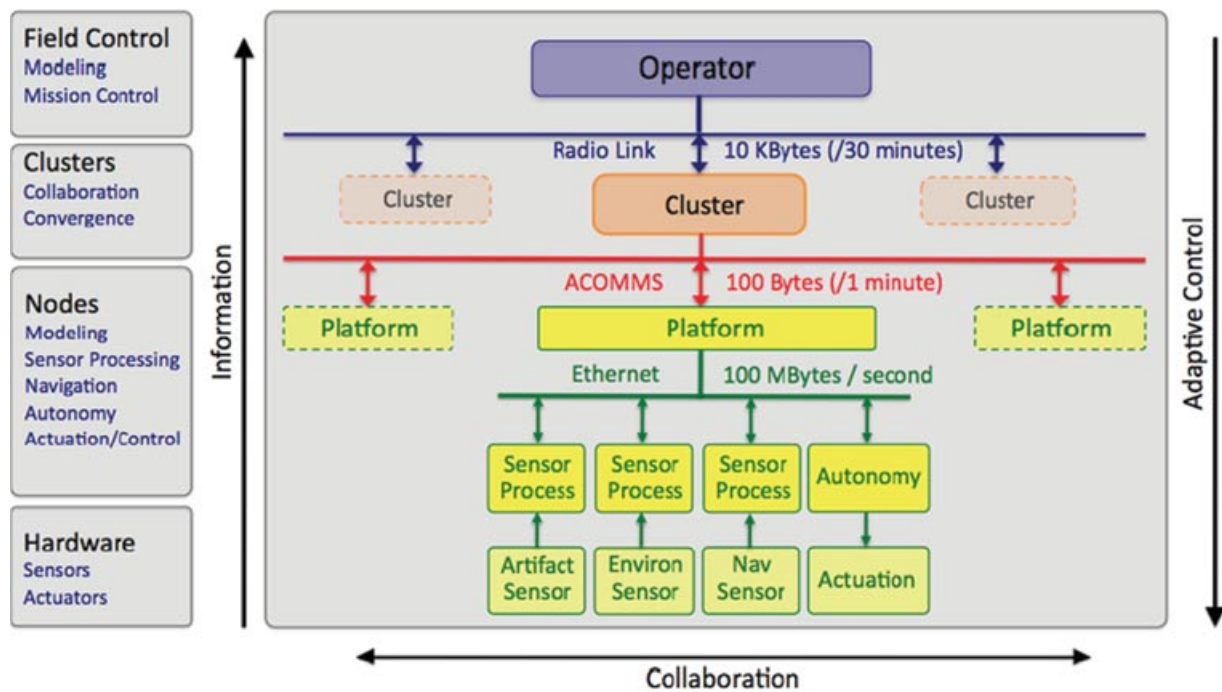 Field Control
Modeling
Mission Control
Clusters
Collaboration
Convergence
Nodes
Modeling
Sensor Processing
Navigation
Autonomy
Actuation/Control
Hardware
Sensors
Actuators
Information
Operator
Radio Link 10 KBytes (/30 minutes)
Cluster
Cluster
Cluster
ACOMMS 100 Bytes (/1 minute)
Platform
Platform
Platform
Ethernet 100 MBytes / second
Sensor
Process
Sensor
Process
Sensor
Process
Autonomy
Artifact
Sensor
Environ
Sensor
Nav
Sensor
Actuation
Adaptive Control
Collaboration